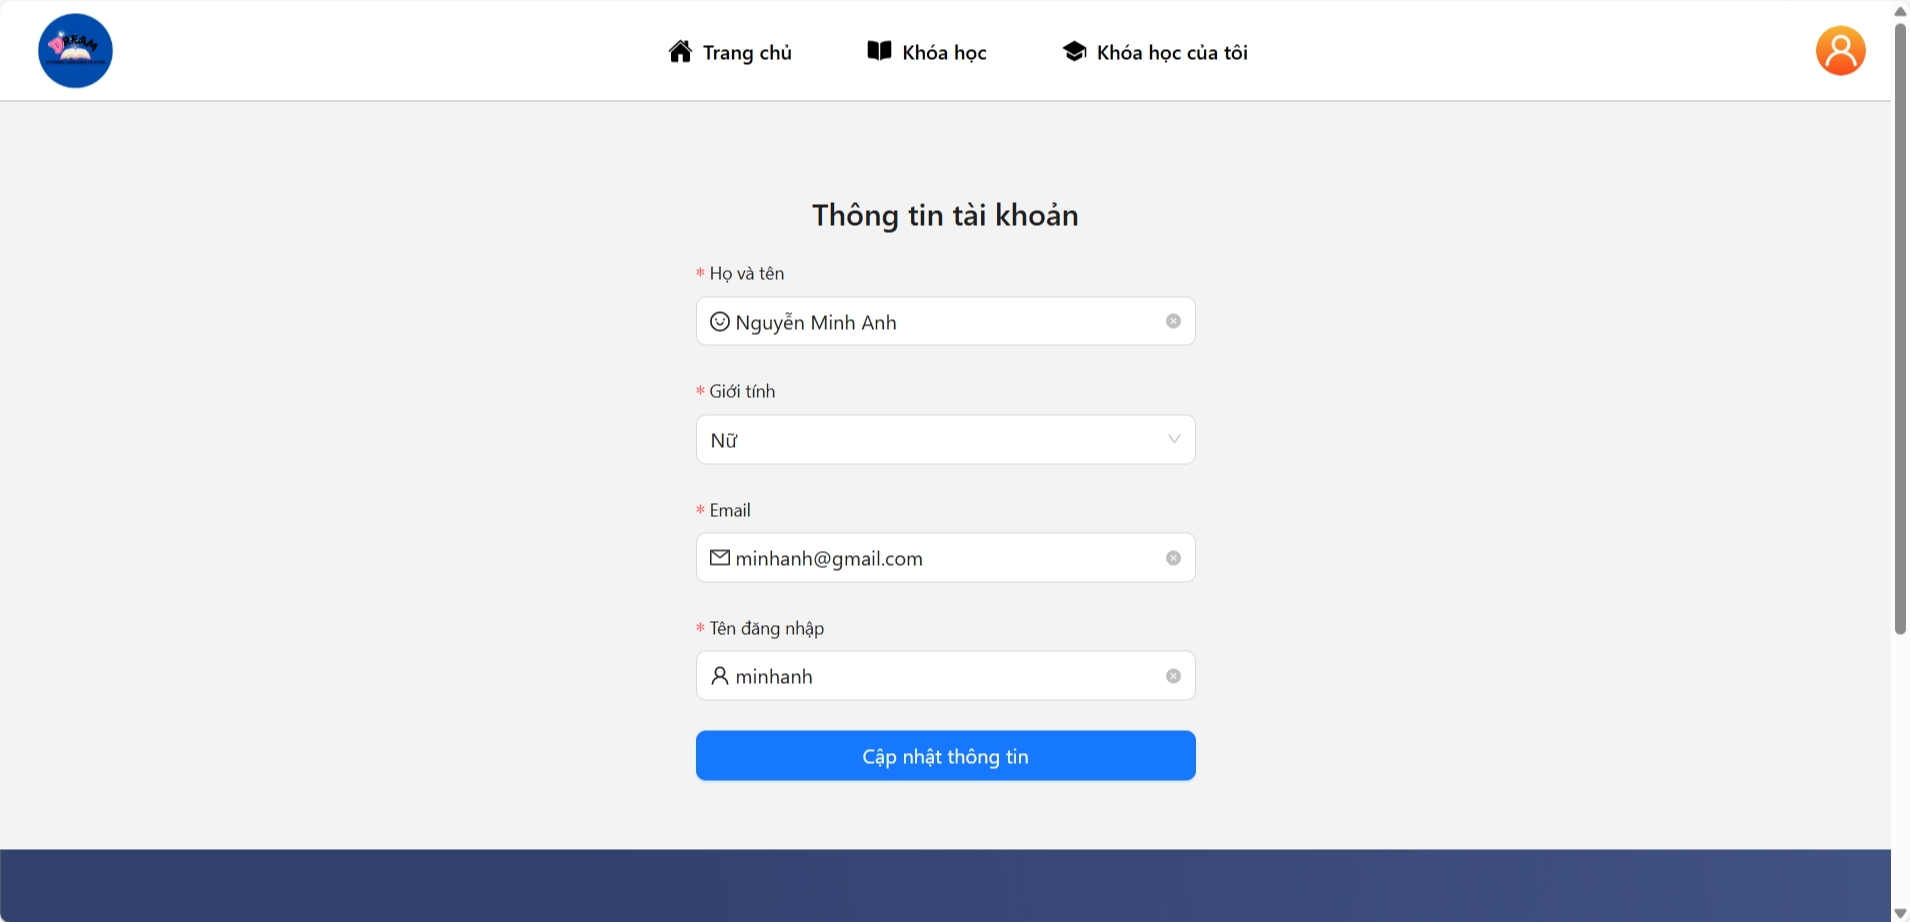 DREAM
Trang chủ
Khóa học
Khóa học của tôi
Thông tin tài khoản
* Họ và tên
Nguyễn Minh Anh
* Giới tính
Nữ
* Email
minhanh@gmail.com
* Tên đăng nhập
minhanh
Cập nhật thông tin